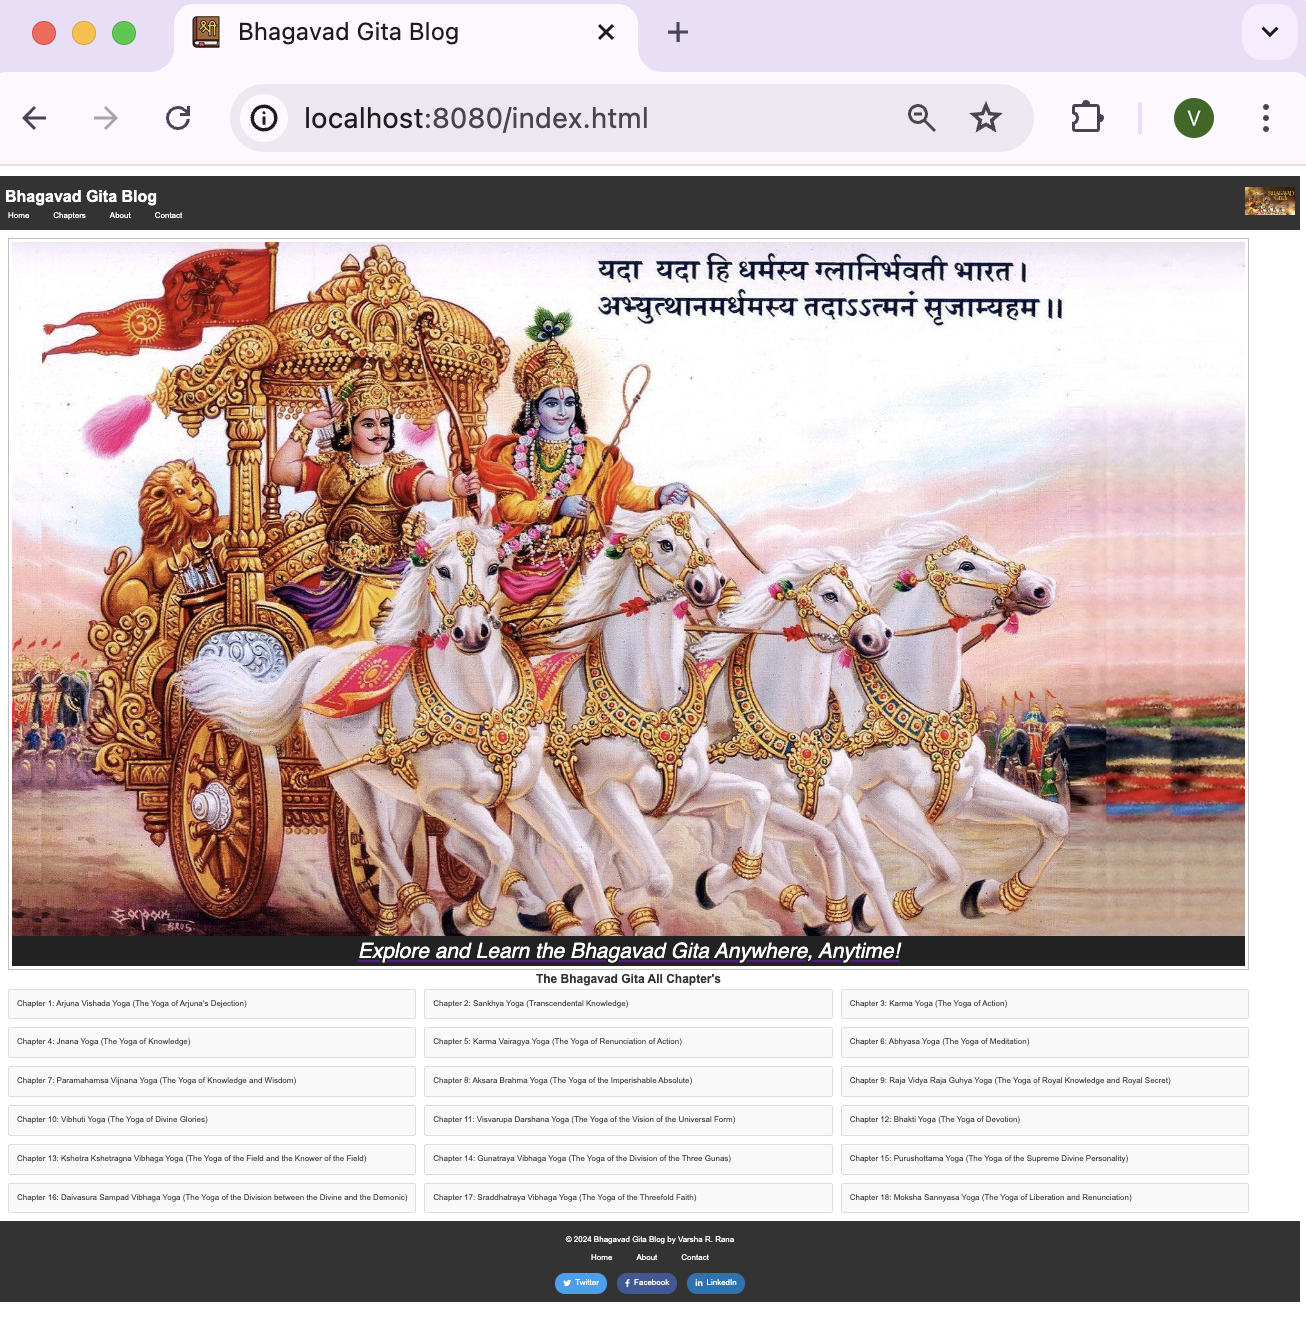 Bhagavad Gita Blog
localhost:8080/index.html
V
Bhagavad Gita Blog
Home Chapters About Contact
BHAGAVAD GITA
यदा यदा हि धर्मस्य ग्लानिर्भवती भारत।
अभ्युत्थानमर्धमस्य तदाऽऽत्मनं सृजाम्यहम ।।
Explore and Learn the Bhagavad Gita Anywhere, Anytime!
The Bhagavad Gita All Chapter's
Chapter 1: Arjuna Vishada Yoga (The Yoga of Arjuna's Dejection) Chapter 2: Sankhya Yoga (Transcendental Knowledge) Chapter 3: Karma Yoga (The Yoga of Action)
Chapter 4: Jnana Yoga (The Yoga of Knowledge) Chapter 5: Karma Vairagya Yoga (The Yoga of Renunciation of Action) Chapter 6: Abhyasa Yoga (The Yoga of Meditation)
Chapter 7: Paramahamsa Vijnana Yoga (The Yoga of Knowledge and Wisdom) Chapter 8: Aksara Brahma Yoga (The Yoga of the Imperishable Absolute) Chapter 9: Raja Vidya Raja Guhya Yoga (The Yoga of Royal Knowledge and Royal Secret)
Chapter 10: Vibhuti Yoga (The Yoga of Divine Glories) Chapter 11: Visvarupa Darshana Yoga (The Yoga of the Vision of the Universal Form) Chapter 12: Bhakti Yoga (The Yoga of Devotion)
Chapter 13: Kshetra Kshetragna Vibhaga Yoga (The Yoga of the Field and the Knower of the Field) Chapter 14: Gunatraya Vibhaga Yoga (The Yoga of the Division of the Three Gunas) Chapter 15: Purushottama Yoga (The Yoga of the Supreme Divine Personality)
Chapter 16: Daivasura Sampad Vibhaga Yoga (The Yoga of the Division between the Divine and the Demonic) Chapter 17: Sraddhatraya Vibhaga Yoga (The Yoga of the Threefold Faith) Chapter 18: Moksha Sannyasa Yoga (The Yoga of Liberation and Renunciation)
© 2024 Bhagavad Gita Blog by Varsha R. Rana
Home About Contact
Twitter Facebook LinkedIn